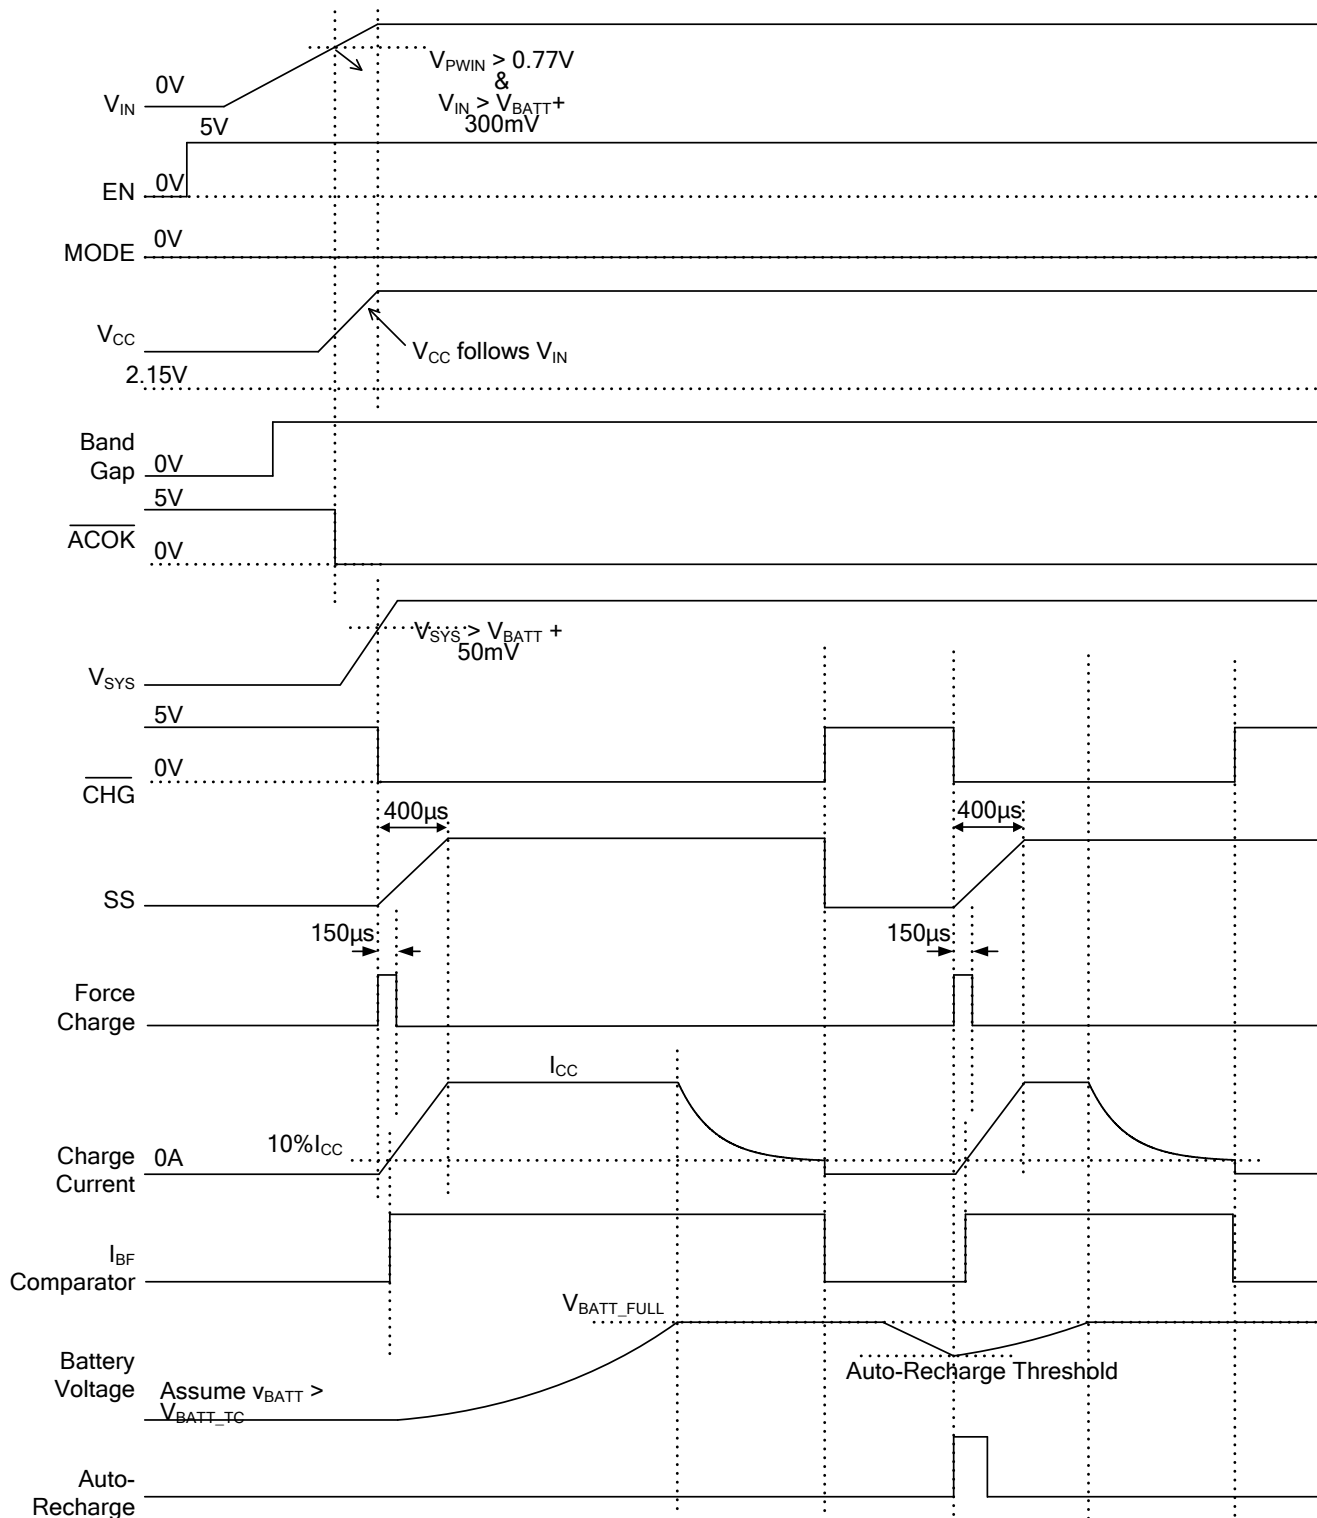 0V
V_IN
V_PWIN > 0.77V
&
V_IN > V_BATT+
300mV
5V
EN
0V
MODE
0V
V_CC
V_CC follows V_IN
2.15V
Band
Gap
0V
5V
ACOK
0V
V_SYS > V_BATT +
50mV
V_SYS
5V
0V
CHG
400µs
400µs
SS
150µs
150µs
Force
Charge
I_CC
10%I_CC
Charge
Current
0A
I_BF
Comparator
V_BATT_FULL
Battery
Voltage
Assume v_BATT >
V_BATT_TC
Auto-Recharge Threshold
Auto-
Recharge